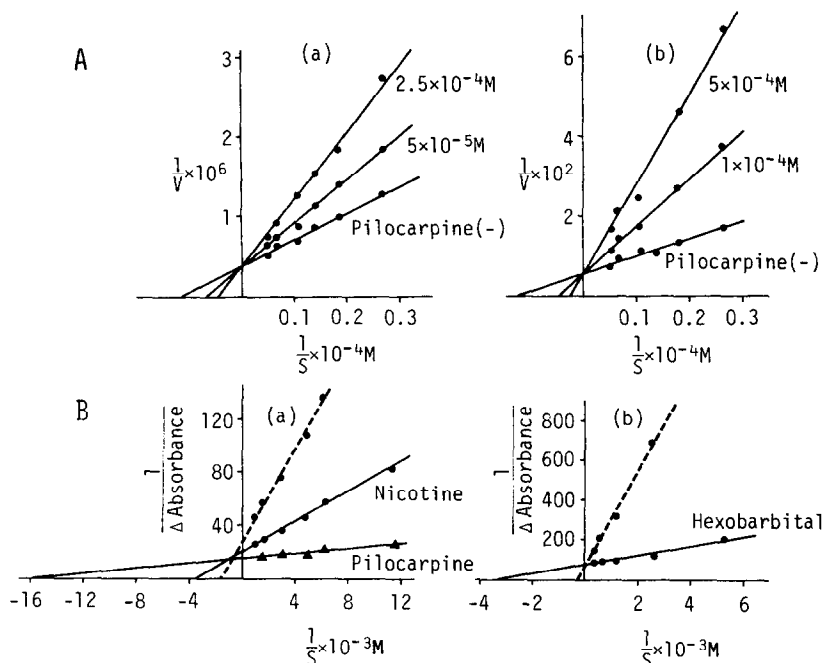 A
(a)
3
2
1
1/V ×10⁶
2.5×10⁻⁴M
5×10⁻⁵M
Pilocarpine(-)
0.1 0.2 0.3
1/S ×10⁻⁴M
(b)
6
4
2
1/V ×10²
5×10⁻⁴M
1×10⁻⁴M
Pilocarpine(-)
0.1 0.2 0.3
1/S ×10⁻⁴M
B
(a)
120
80
40
1/Δ Absorbance
Nicotine
Pilocarpine
-16 -12 -8 -4 4 8 12
1/S ×10⁻³M
(b)
800
600
400
200
1/Δ Absorbance
Hexobarbital
-4 -2 2 4 6
1/S ×10⁻³M